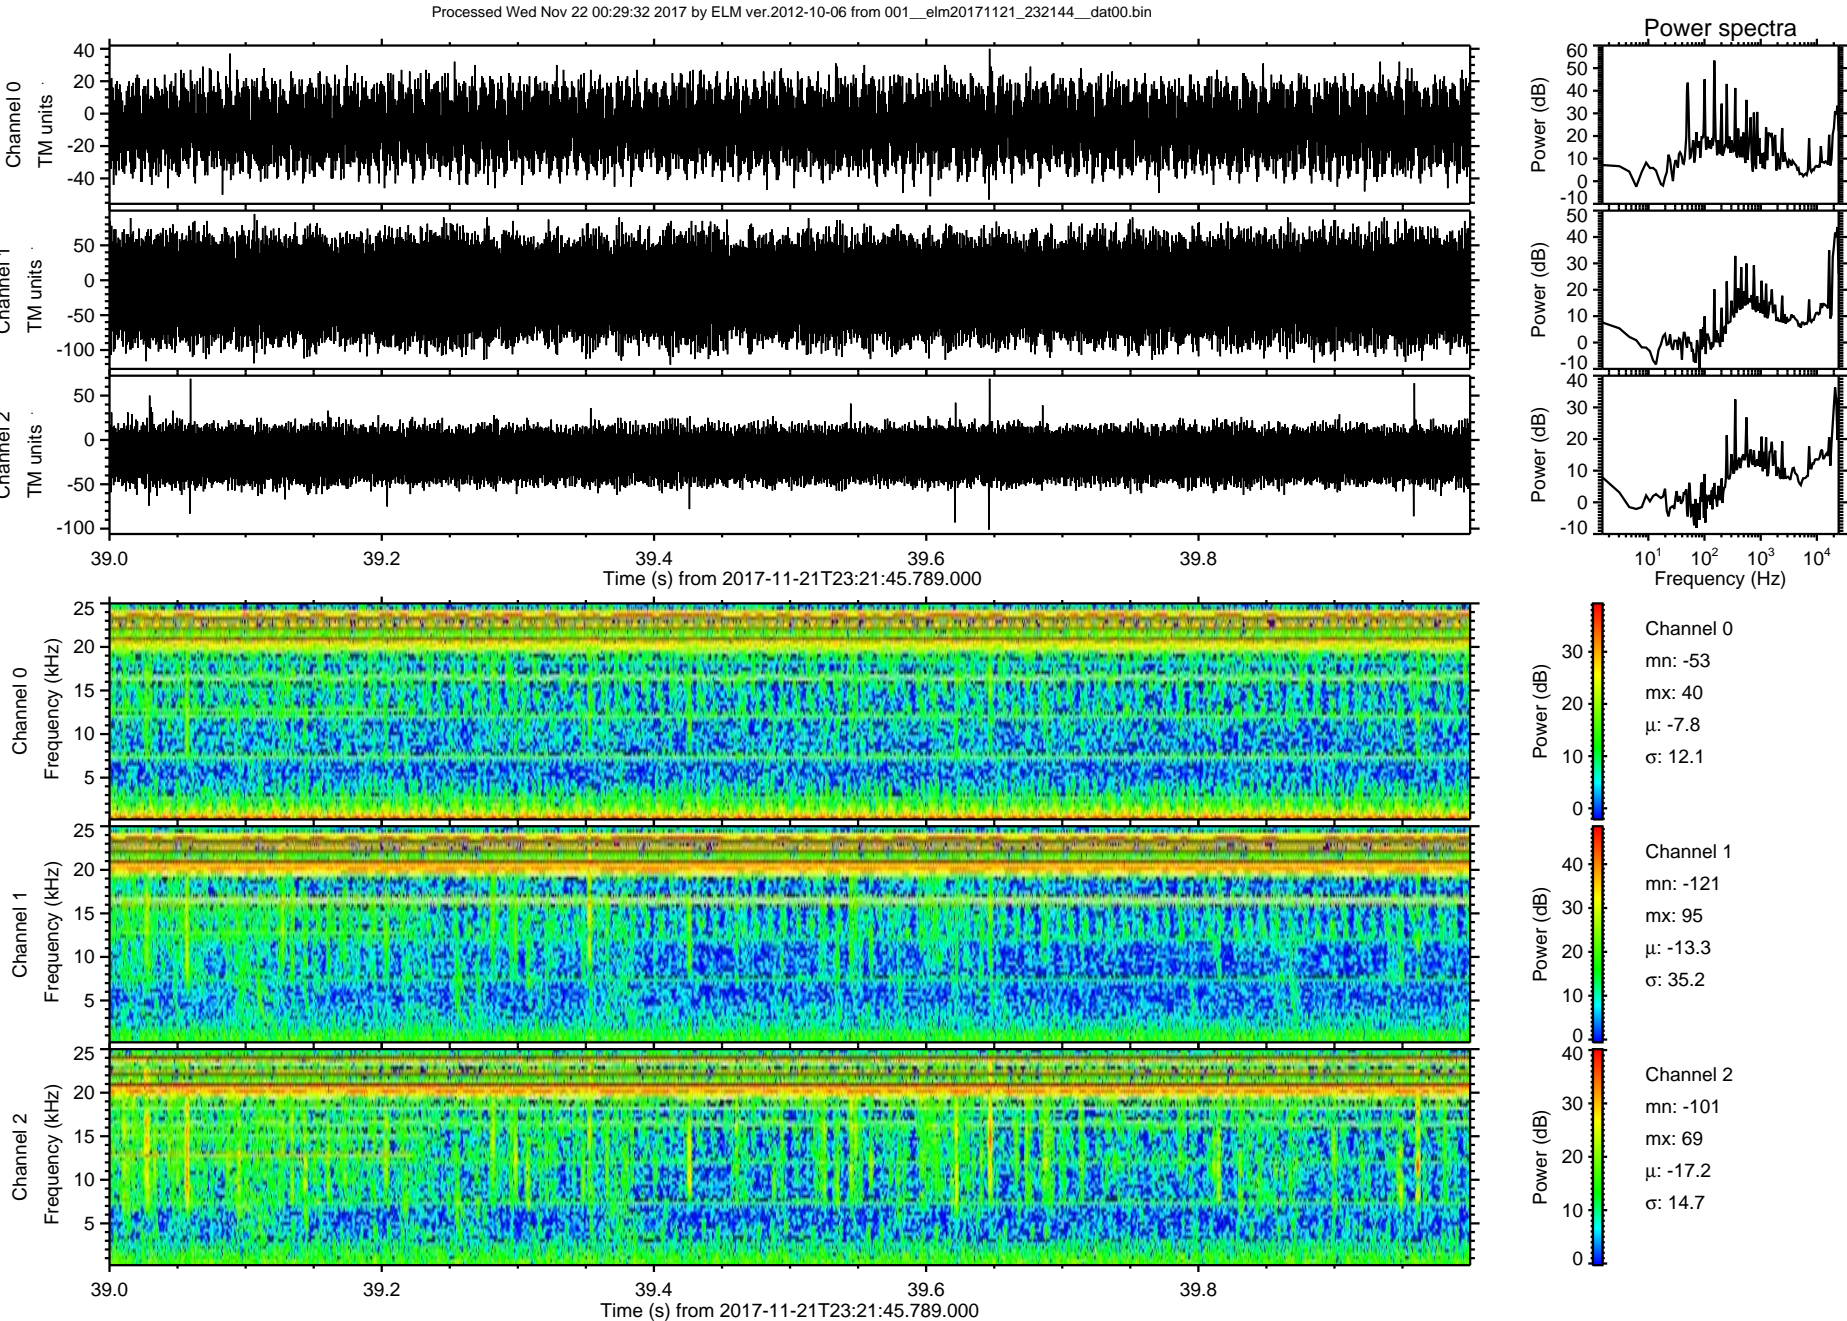 Processed Wed Nov 22 00:29:32 2017 by ELM ver.2012-10-06 from 001__elm20171121_232144__dat00.bin
Power spectra
Channel 0
TM units
40
20
0
-20
-40
Power (dB)
60
50
40
30
20
10
0
-10
Channel 1
TM units
50
0
-50
-100
Power (dB)
50
40
30
20
10
0
-10
Channel 2
TM units
50
0
-50
-100
Power (dB)
40
30
20
10
0
-10
39.0 39.2 39.4 39.6 39.8
Time (s) from 2017-11-21T23:21:45.789.000
10^1 10^2 10^3 10^4
Frequency (Hz)
Channel 0
Frequency (kHz)
25
20
15
10
5
Power (dB)
30
20
10
0
Channel 0
mn: -53
mx: 40
μ: -7.8
σ: 12.1
Channel 1
Frequency (kHz)
25
20
15
10
5
Power (dB)
40
30
20
10
0
Channel 1
mn: -121
mx: 95
μ: -13.3
σ: 35.2
Channel 2
Frequency (kHz)
25
20
15
10
5
Power (dB)
40
30
20
10
0
Channel 2
mn: -101
mx: 69
μ: -17.2
σ: 14.7
39.0 39.2 39.4 39.6 39.8
Time (s) from 2017-11-21T23:21:45.789.000